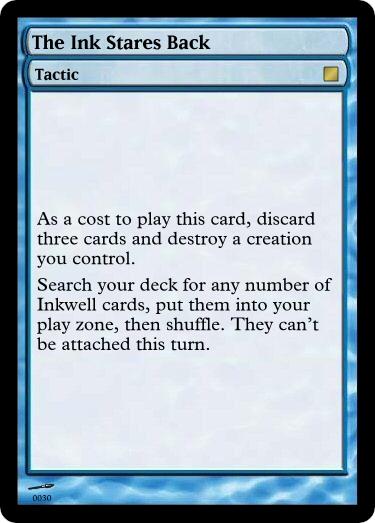 The Ink Stares Back
Tactic
As a cost to play this card, discard
three cards and destroy a creation
you control.
Search your deck for any number of
Inkwell cards, put them into your
play zone, then shuffle. They can't
be attached this turn.
0030